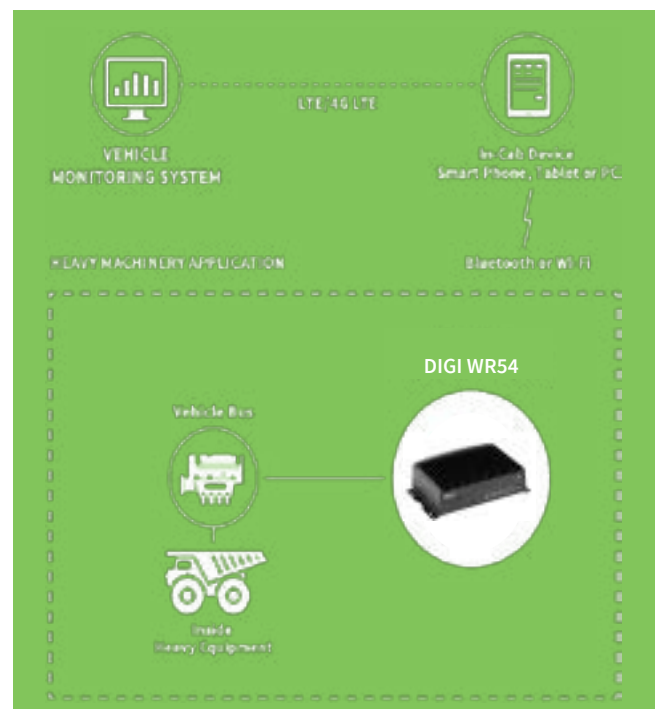 LTE/4G LTE
VEHICLE
MONITORING SYSTEM
In-Cab Device
Smart Phone, Tablet or PC
HEAVY MACHINERY APPLICATION
Bluetooth or Wi-Fi
DIGI WR54
Vehicle Bus
Inside
Heavy Equipment